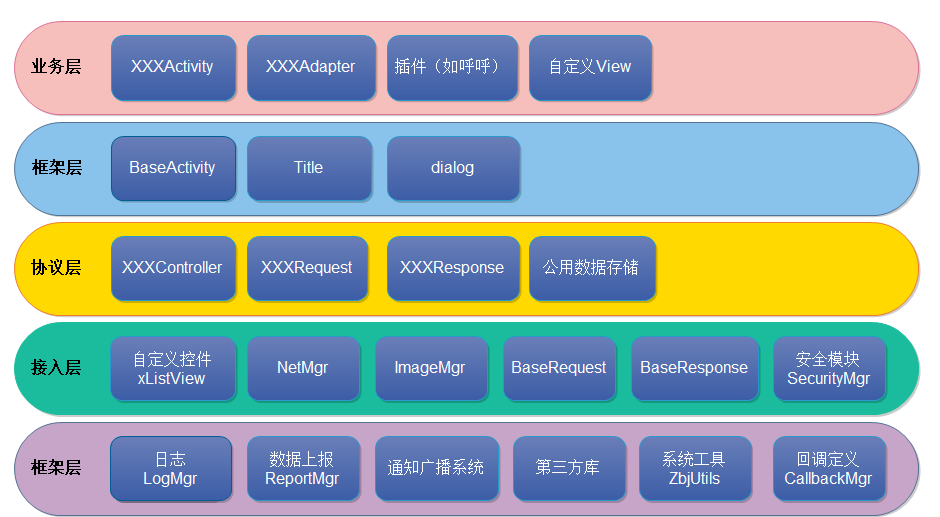 业务层
XXXActivity
XXXAdapter
插件（如呼呼）
自定义View
框架层
BaseActivity
Title
dialog
协议层
XXXController
XXXRequest
XXXResponse
公用数据存储
接入层
自定义控件
xListView
NetMgr
ImageMgr
BaseRequest
BaseResponse
安全模块
SecurityMgr
框架层
日志
LogMgr
数据上报
ReportMgr
通知广播系统
第三方库
系统工具
ZbjUtils
回调定义
CallbackMgr